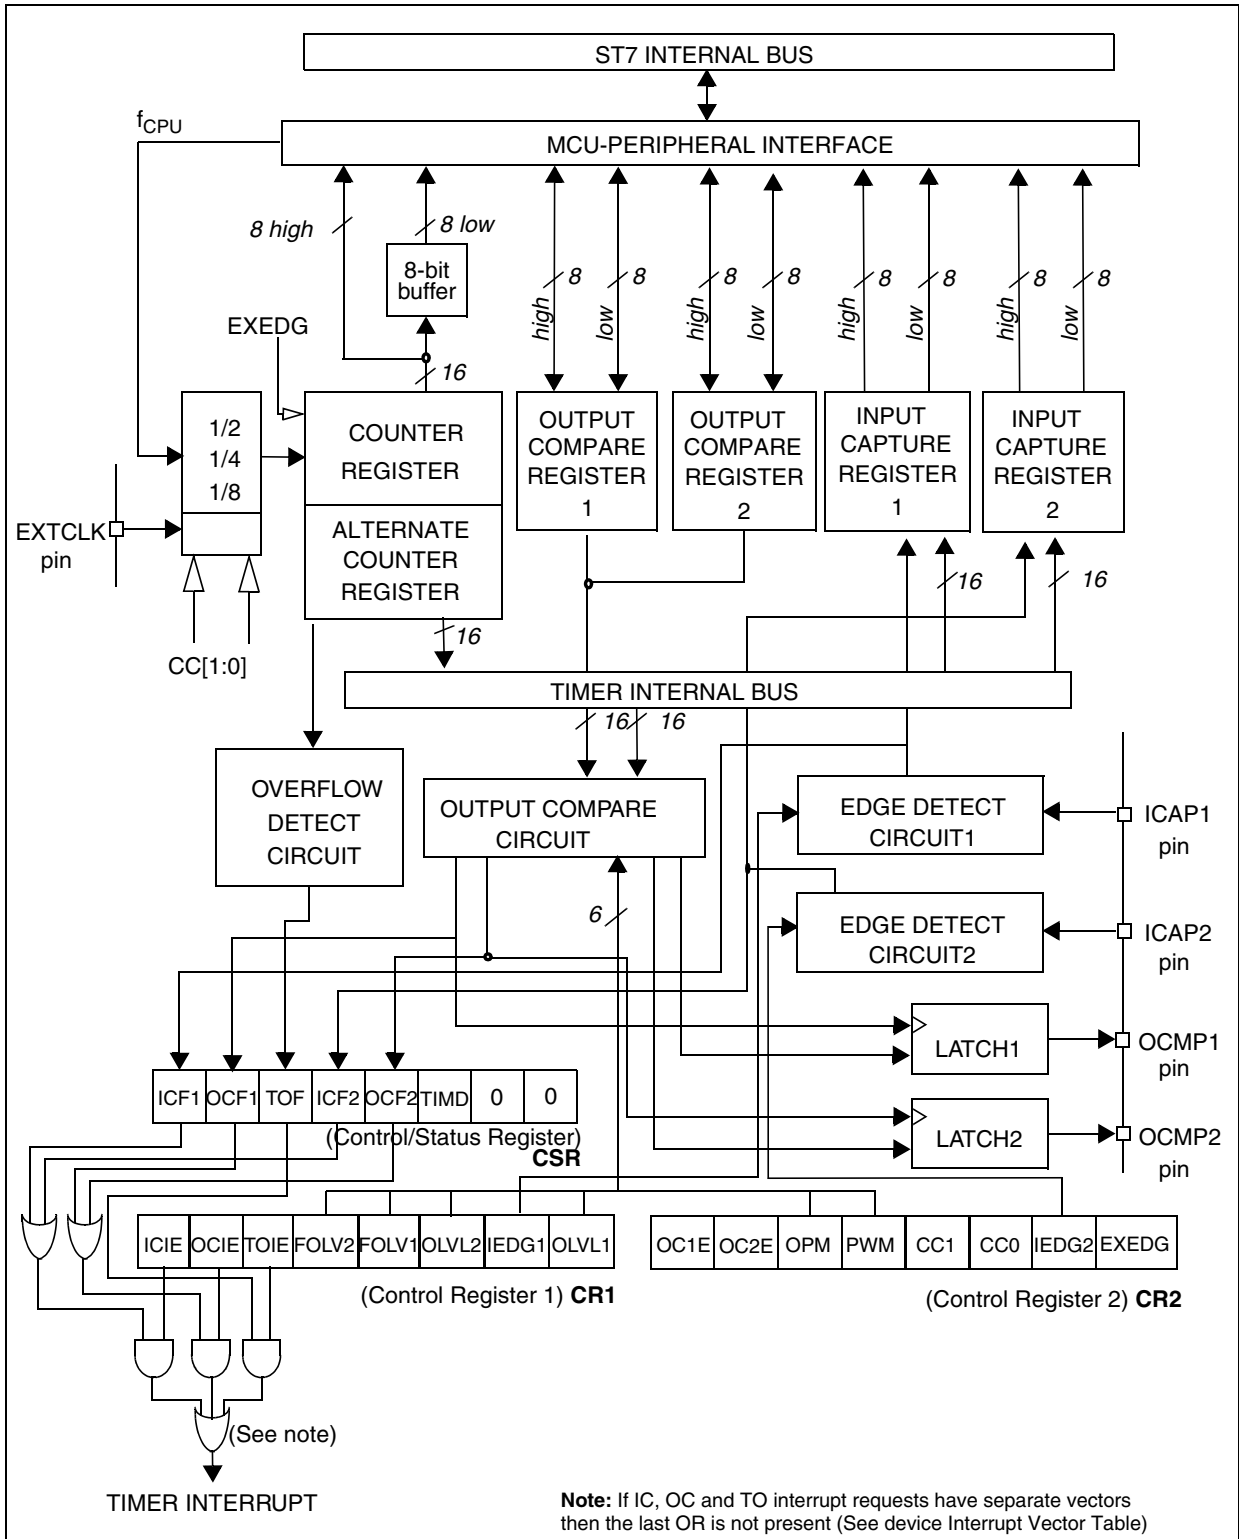 ST7 INTERNAL BUS
fCPU
MCU-PERIPHERAL INTERFACE
8 high
8 low
8-bit
buffer
8
8
8
8
8
8
8
8
high
low
high
low
high
low
high
low
EXEDG
16
1/2
1/4
1/8
COUNTER
REGISTER
OUTPUT
COMPARE
REGISTER
1
OUTPUT
COMPARE
REGISTER
2
INPUT
CAPTURE
REGISTER
1
INPUT
CAPTURE
REGISTER
2
EXTCLK
pin
ALTERNATE
COUNTER
REGISTER
16
16
16
CC[1:0]
TIMER INTERNAL BUS
16
16
OVERFLOW
DETECT
CIRCUIT
OUTPUT COMPARE
CIRCUIT
EDGE DETECT
CIRCUIT1
ICAP1
pin
6
EDGE DETECT
CIRCUIT2
ICAP2
pin
LATCH1
OCMP1
pin
ICF1 OCF1 TOF ICF2 OCF2 TIMD 0 0
(Control/Status Register)
CSR
LATCH2
OCMP2
pin
ICIE OCIE TOIE FOLV2 FOLV1 OLVL2 IEDG1 OLVL1
OC1E OC2E OPM PWM CC1 CC0 IEDG2 EXEDG
(Control Register 1) CR1
(Control Register 2) CR2
(See note)
TIMER INTERRUPT
Note: If IC, OC and TO interrupt requests have separate vectors
then the last OR is not present (See device Interrupt Vector Table)